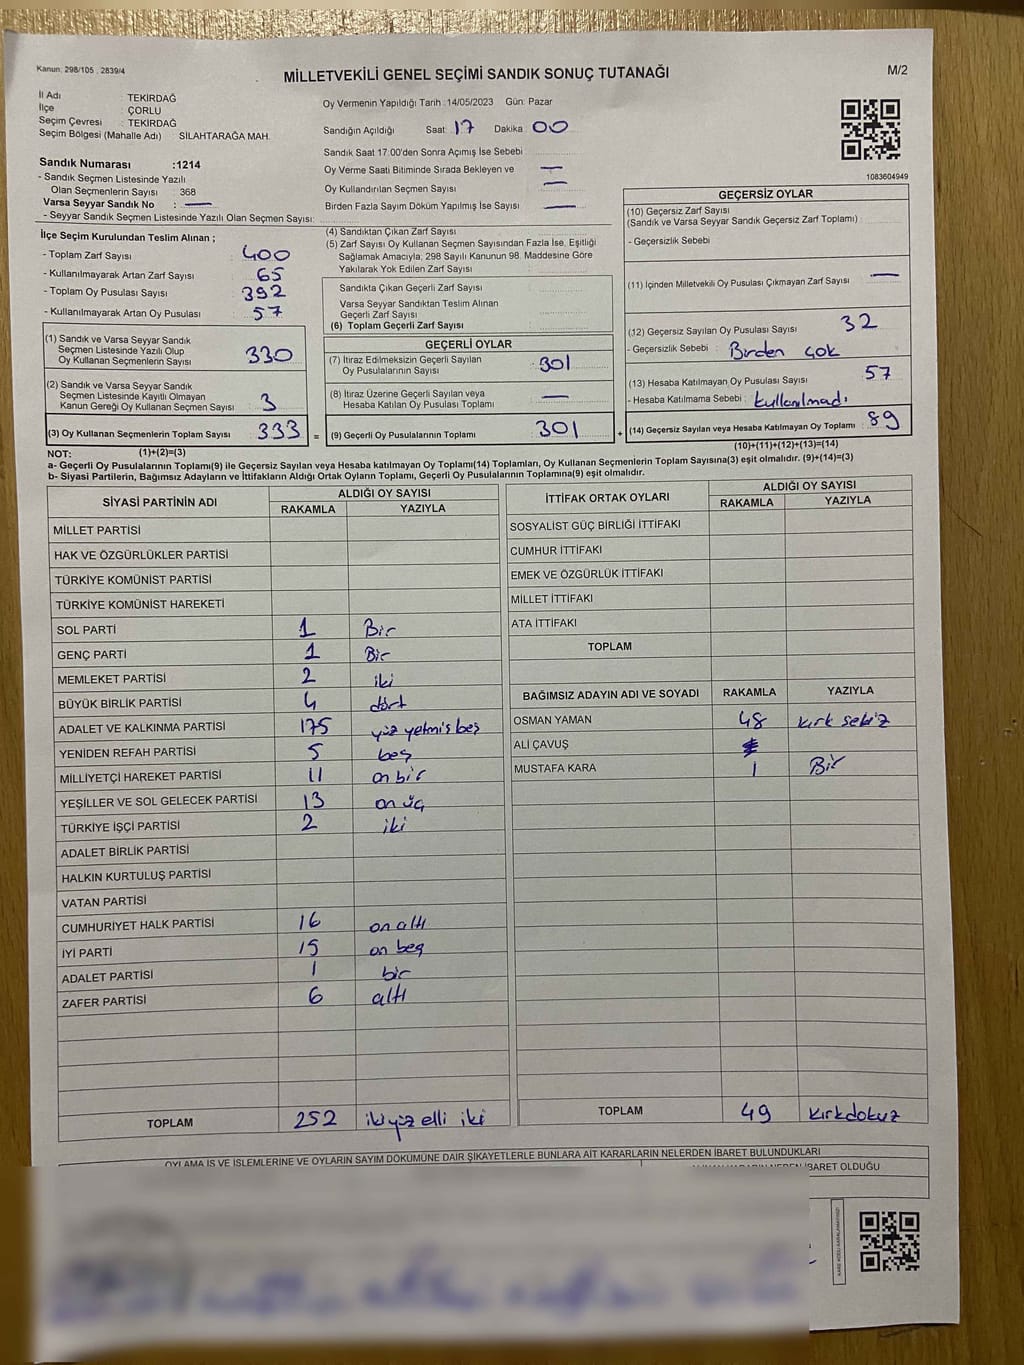 Kanun: 298/105 , 2839/4
MİLLETVEKİLİ GENEL SEÇİMİ SANDIK SONUÇ TUTANAĞI
M/2
İl Adı : TEKİRDAĞ
İlçe : ÇORLU
Seçim Çevresi : TEKİRDAĞ
Seçim Bölgesi (Mahalle Adı) : SİLAHTARAĞA MAH.
Oy Vermenin Yapıldığı Tarih :14/05/2023 Gün: Pazar
Sandığın Açıldığı Saat 17 Dakika 00
Sandık Saat 17:00'den Sonra Açımış İse Sebebi
Oy Verme Saati Bitiminde Sırada Bekleyen ve —
Oy Kullandırılan Seçmen Sayısı —
Birden Fazla Sayım Döküm Yapılmış İse Sayısı —
1083604949
Sandık Numarası :1214
- Sandık Seçmen Listesinde Yazılı
Olan Seçmenlerin Sayısı : 368
Varsa Seyyar Sandık No : —
- Seyyar Sandık Seçmen Listesinde Yazılı Olan Seçmen Sayısı:
İlçe Seçim Kurulundan Teslim Alınan ;
- Toplam Zarf Sayısı 400
- Kullanılmayarak Artan Zarf Sayısı 65
- Toplam Oy Pusulası Sayısı 392
- Kullanılmayarak Artan Oy Pusulası 57
(1) Sandık ve Varsa Seyyar Sandık
Seçmen Listesinde Yazılı Olup
Oy Kullanan Seçmenlerin Sayısı 330
(2) Sandık ve Varsa Seyyar Sandık
Seçmen Listesinde Kayıtlı Olmayan
Kanun Gereği Oy Kullanan Seçmen Sayısı 3
(3) Oy Kullanan Seçmenlerin Toplam Sayısı 333 =
(4) Sandıktan Çıkan Zarf Sayısı
(5) Zarf Sayısı Oy Kullanan Seçmen Sayısından Fazla İse, Eşitliği
Sağlamak Amacıyla, 298 Sayılı Kanunun 98. Maddesine Göre
Yakılarak Yok Edilen Zarf Sayısı
Sandıkta Çıkan Geçerli Zarf Sayısı
Varsa Seyyar Sandıktan Teslim Alınan
Geçerli Zarf Sayısı
(6) Toplam Geçerli Zarf Sayısı
GEÇERLİ OYLAR
(7) İtiraz Edilmeksizin Geçerli Sayılan
Oy Pusulalarının Sayısı 301
(8) İtiraz Üzerine Geçerli Sayılan veya
Hesaba Katılan Oy Pusulası Toplamı —
(9) Geçerli Oy Pusulalarının Toplamı 301 +
GEÇERSİZ OYLAR
(10) Geçersiz Zarf Sayısı
(Sandık ve Varsa Seyyar Sandık Geçersiz Zarf Toplamı)
- Geçersizlik Sebebi
(11) İçinden Milletvekili Oy Pusulası Çıkmayan Zarf Sayısı —
(12) Geçersiz Sayılan Oy Pusulası Sayısı 32
- Geçersizlik Sebebi : Birden çok
(13) Hesaba Katılmayan Oy Pusulası Sayısı 57
- Hesaba Katılmama Sebebi : kullanılmadı
(14) Geçersiz Sayılan veya Hesaba Katılmayan Oy Toplamı : 89
NOT: (1)+(2)=(3) (10)+(11)+(12)+(13)=(14)
a- Geçerli Oy Pusulalarının Toplamı(9) ile Geçersiz Sayılan veya Hesaba katılmayan Oy Toplamı(14) Toplamları, Oy Kullanan Seçmenlerin Toplam Sayısına(3) eşit olmalıdır. (9)+(14)=(3)
b- Siyasi Partilerin, Bağımsız Adayların ve İttifakların Aldığı Ortak Oyların Toplamı, Geçerli Oy Pusulalarının Toplamına(9) eşit olmalıdır.
SİYASİ PARTİNİN ADI ALDIĞI OY SAYISI
RAKAMLA YAZIYLA
MİLLET PARTİSİ
HAK VE ÖZGÜRLÜKLER PARTİSİ
TÜRKİYE KOMÜNİST PARTİSİ
TÜRKİYE KOMÜNİST HAREKETİ
SOL PARTİ 1 Bir
GENÇ PARTİ 1 Bir
MEMLEKET PARTİSİ 2 iki
BÜYÜK BİRLİK PARTİSİ 4 dört
ADALET VE KALKINMA PARTİSİ 175 yüz yetmiş beş
YENİDEN REFAH PARTİSİ 5 beş
MİLLİYETÇİ HAREKET PARTİSİ 11 on bir
YEŞİLLER VE SOL GELECEK PARTİSİ 13 on üç
TÜRKİYE İŞÇİ PARTİSİ 2 iki
ADALET BİRLİK PARTİSİ
HALKIN KURTULUŞ PARTİSİ
VATAN PARTİSİ
CUMHURİYET HALK PARTİSİ 16 on altı
İYİ PARTİ 15 on beş
ADALET PARTİSİ 1 bir
ZAFER PARTİSİ 6 altı
TOPLAM 252 ikiyüz elli iki
İTTİFAK ORTAK OYLARI ALDIĞI OY SAYISI
RAKAMLA YAZIYLA
SOSYALİST GÜÇ BİRLİĞİ İTTİFAKI
CUMHUR İTTİFAKI
EMEK VE ÖZGÜRLÜK İTTİFAKI
MİLLET İTTİFAKI
ATA İTTİFAKI
TOPLAM
BAĞIMSIZ ADAYIN ADI VE SOYADI RAKAMLA YAZIYLA
OSMAN YAMAN 48 kırk sekiz
ALİ ÇAVUŞ
MUSTAFA KARA 1 Bir
TOPLAM 49 kırkdokuz
OYLAMA İŞ VE İŞLEMLERİNE VE OYLARIN SAYIM DÖKÜMÜNE DAİR ŞİKAYETLERLE BUNLARA AİT KARARLARIN NELERDEN İBARET BULUNDUKLARI
İBARET OLDUĞU